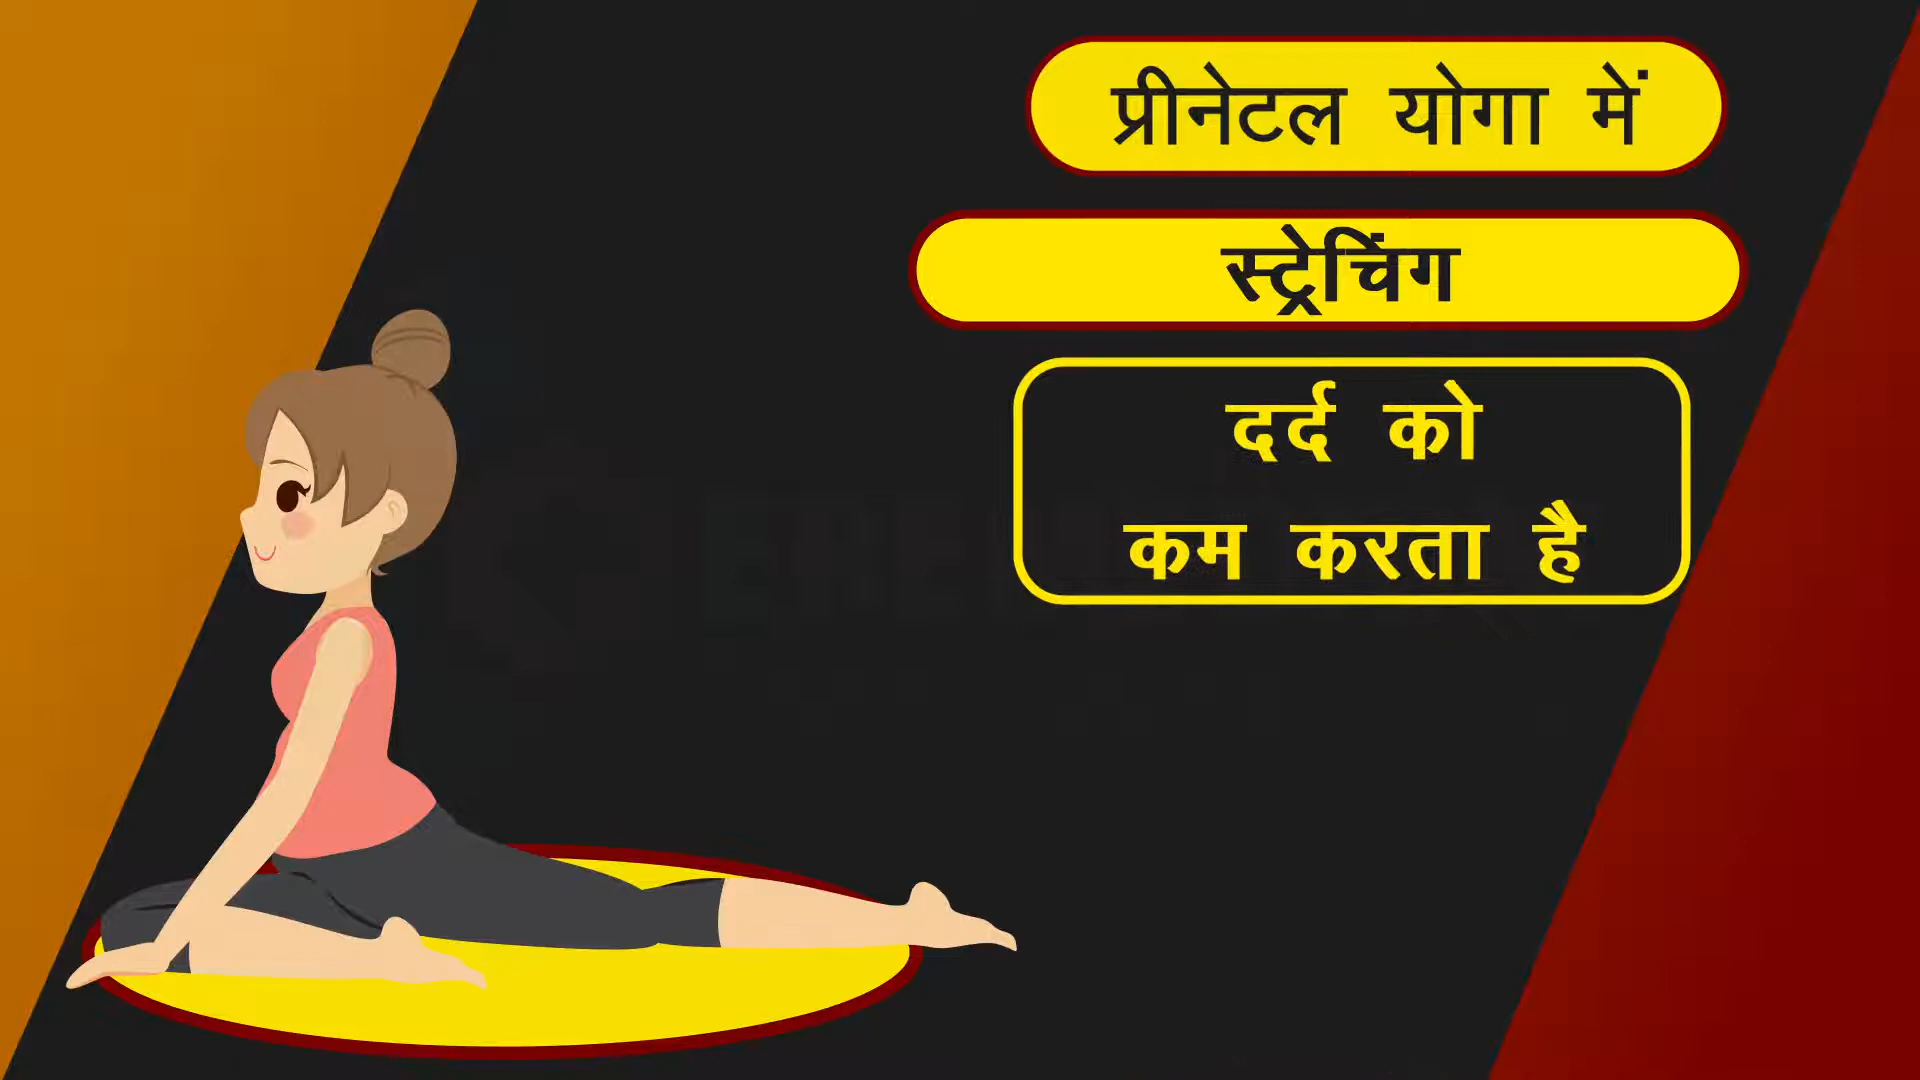 प्रीनेटल योगा में
स्ट्रेचिंग
दर्द को
कम करता है